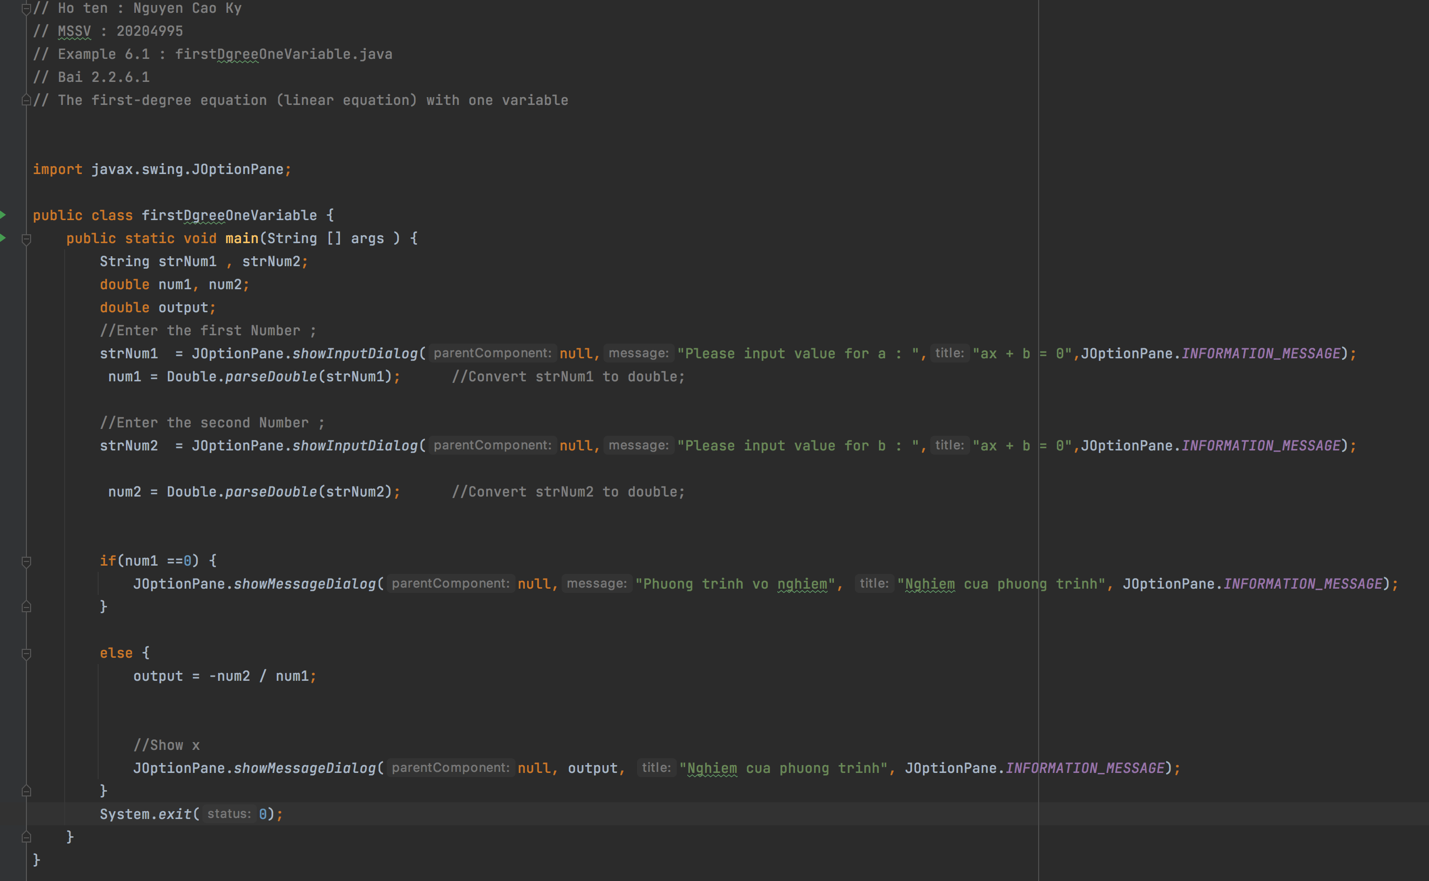 // Ho ten : Nguyen Cao Ky
// MSSV : 20204995
// Example 6.1 : firstDgreeOneVariable.java
// Bai 2.2.6.1
// The first-degree equation (linear equation) with one variable
import javax.swing.JOptionPane;
public class firstDgreeOneVariable {
public static void main(String [] args ) {
String strNum1 , strNum2;
double num1, num2;
double output;
//Enter the first Number ;
strNum1  = JOptionPane.showInputDialog( parentComponent: null, message: "Please input value for a : ", title: "ax + b = 0",JOptionPane.INFORMATION_MESSAGE);
num1 = Double.parseDouble(strNum1);      //Convert strNum1 to double;
//Enter the second Number ;
strNum2  = JOptionPane.showInputDialog( parentComponent: null, message: "Please input value for b : ", title: "ax + b = 0",JOptionPane.INFORMATION_MESSAGE);
num2 = Double.parseDouble(strNum2);      //Convert strNum2 to double;
if(num1 ==0) {
JOptionPane.showMessageDialog( parentComponent: null, message: "Phuong trinh vo nghiem", title: "Nghiem cua phuong trinh", JOptionPane.INFORMATION_MESSAGE);
}
else {
output = -num2 / num1;
//Show x
JOptionPane.showMessageDialog( parentComponent: null, output, title: "Nghiem cua phuong trinh", JOptionPane.INFORMATION_MESSAGE);
}
System.exit( status: 0);
}
}